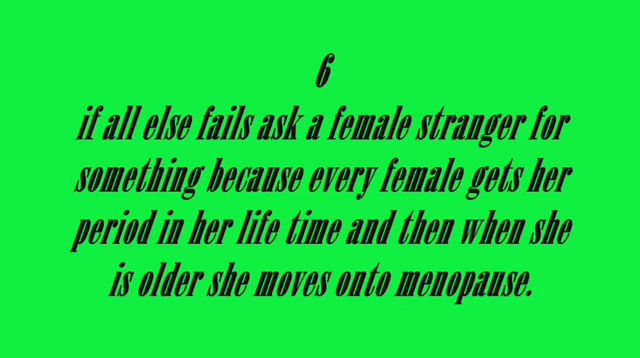 6
if all else fails ask a female stranger for
something because every female gets her
period in her life time and then when she
is older she moves onto menopause.